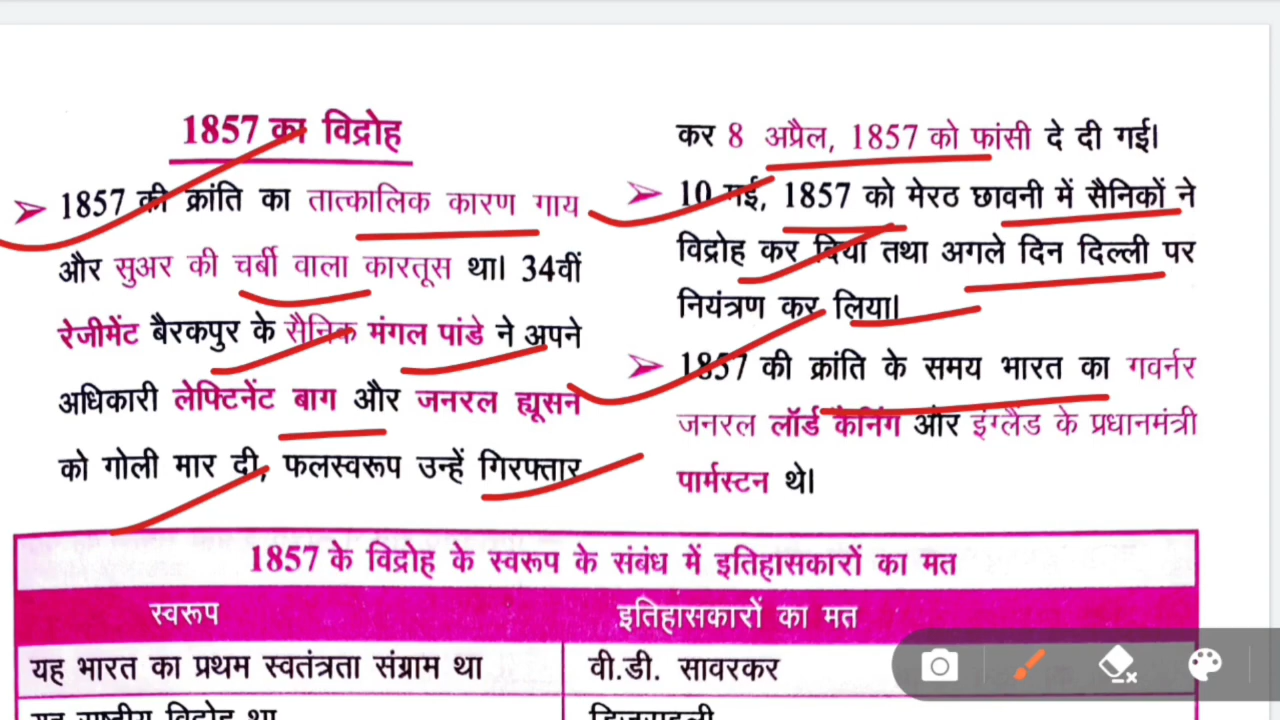 1857 का विद्रोह
1857 की क्रांति का तात्कालिक कारण गाय
और सुअर की चर्बी वाला कारतूस था। 34वीं
रेजीमेंट बैरकपुर के सैनिक मंगल पांडे ने अपने
अधिकारी लेफ्टिनेंट बाग और जनरल ह्यूसन
को गोली मार दी, फलस्वरूप उन्हें गिरफ्तार
कर 8 अप्रैल, 1857 को फांसी दे दी गई।
10 मई, 1857 को मेरठ छावनी में सैनिकों ने
विद्रोह कर दिया तथा अगले दिन दिल्ली पर
नियंत्रण कर लिया।
1857 की क्रांति के समय भारत का गवर्नर
जनरल लॉर्ड कैनिंग और इंग्लैंड के प्रधानमंत्री
पार्मस्टन थे।
1857 के विद्रोह के स्वरूप के संबंध में इतिहासकारों का मत
स्वरूप
इतिहासकारों का मत
यह भारत का प्रथम स्वतंत्रता संग्राम था
वी.डी. सावरकर